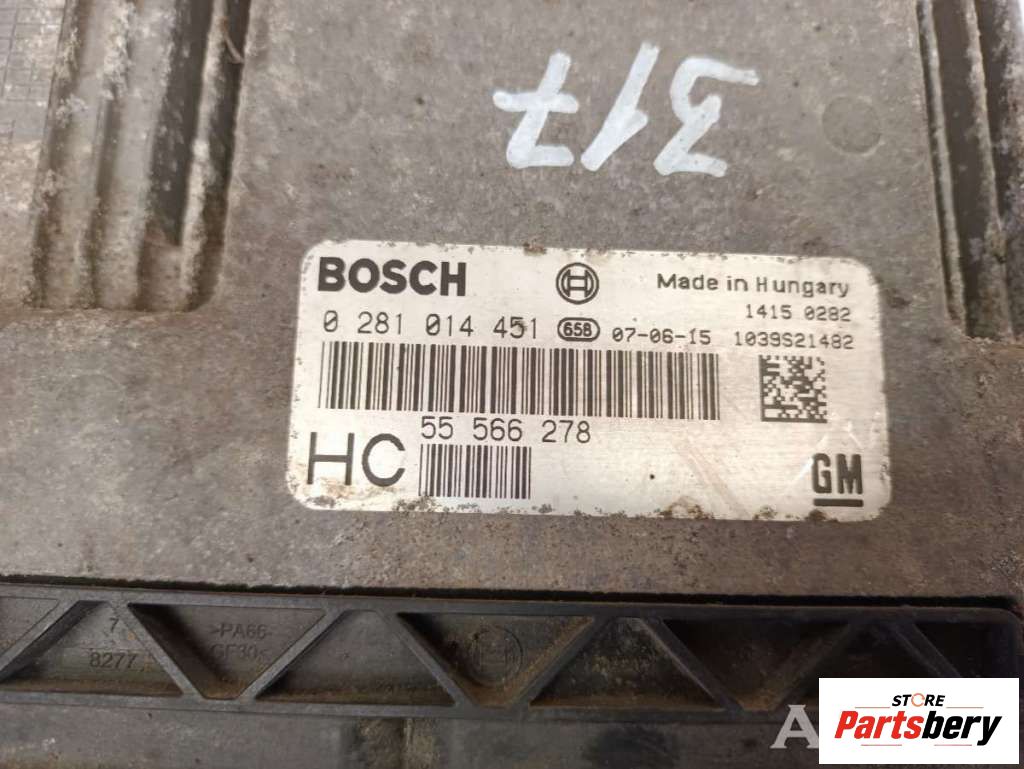 317
BOSCH
Made in Hungary
1415 0282
0 281 014 451 658 07-06-15 1039S21482
55 566 278
HC
GM
7
8277
>PA66-
GF30<
A
STORE
Partsbery